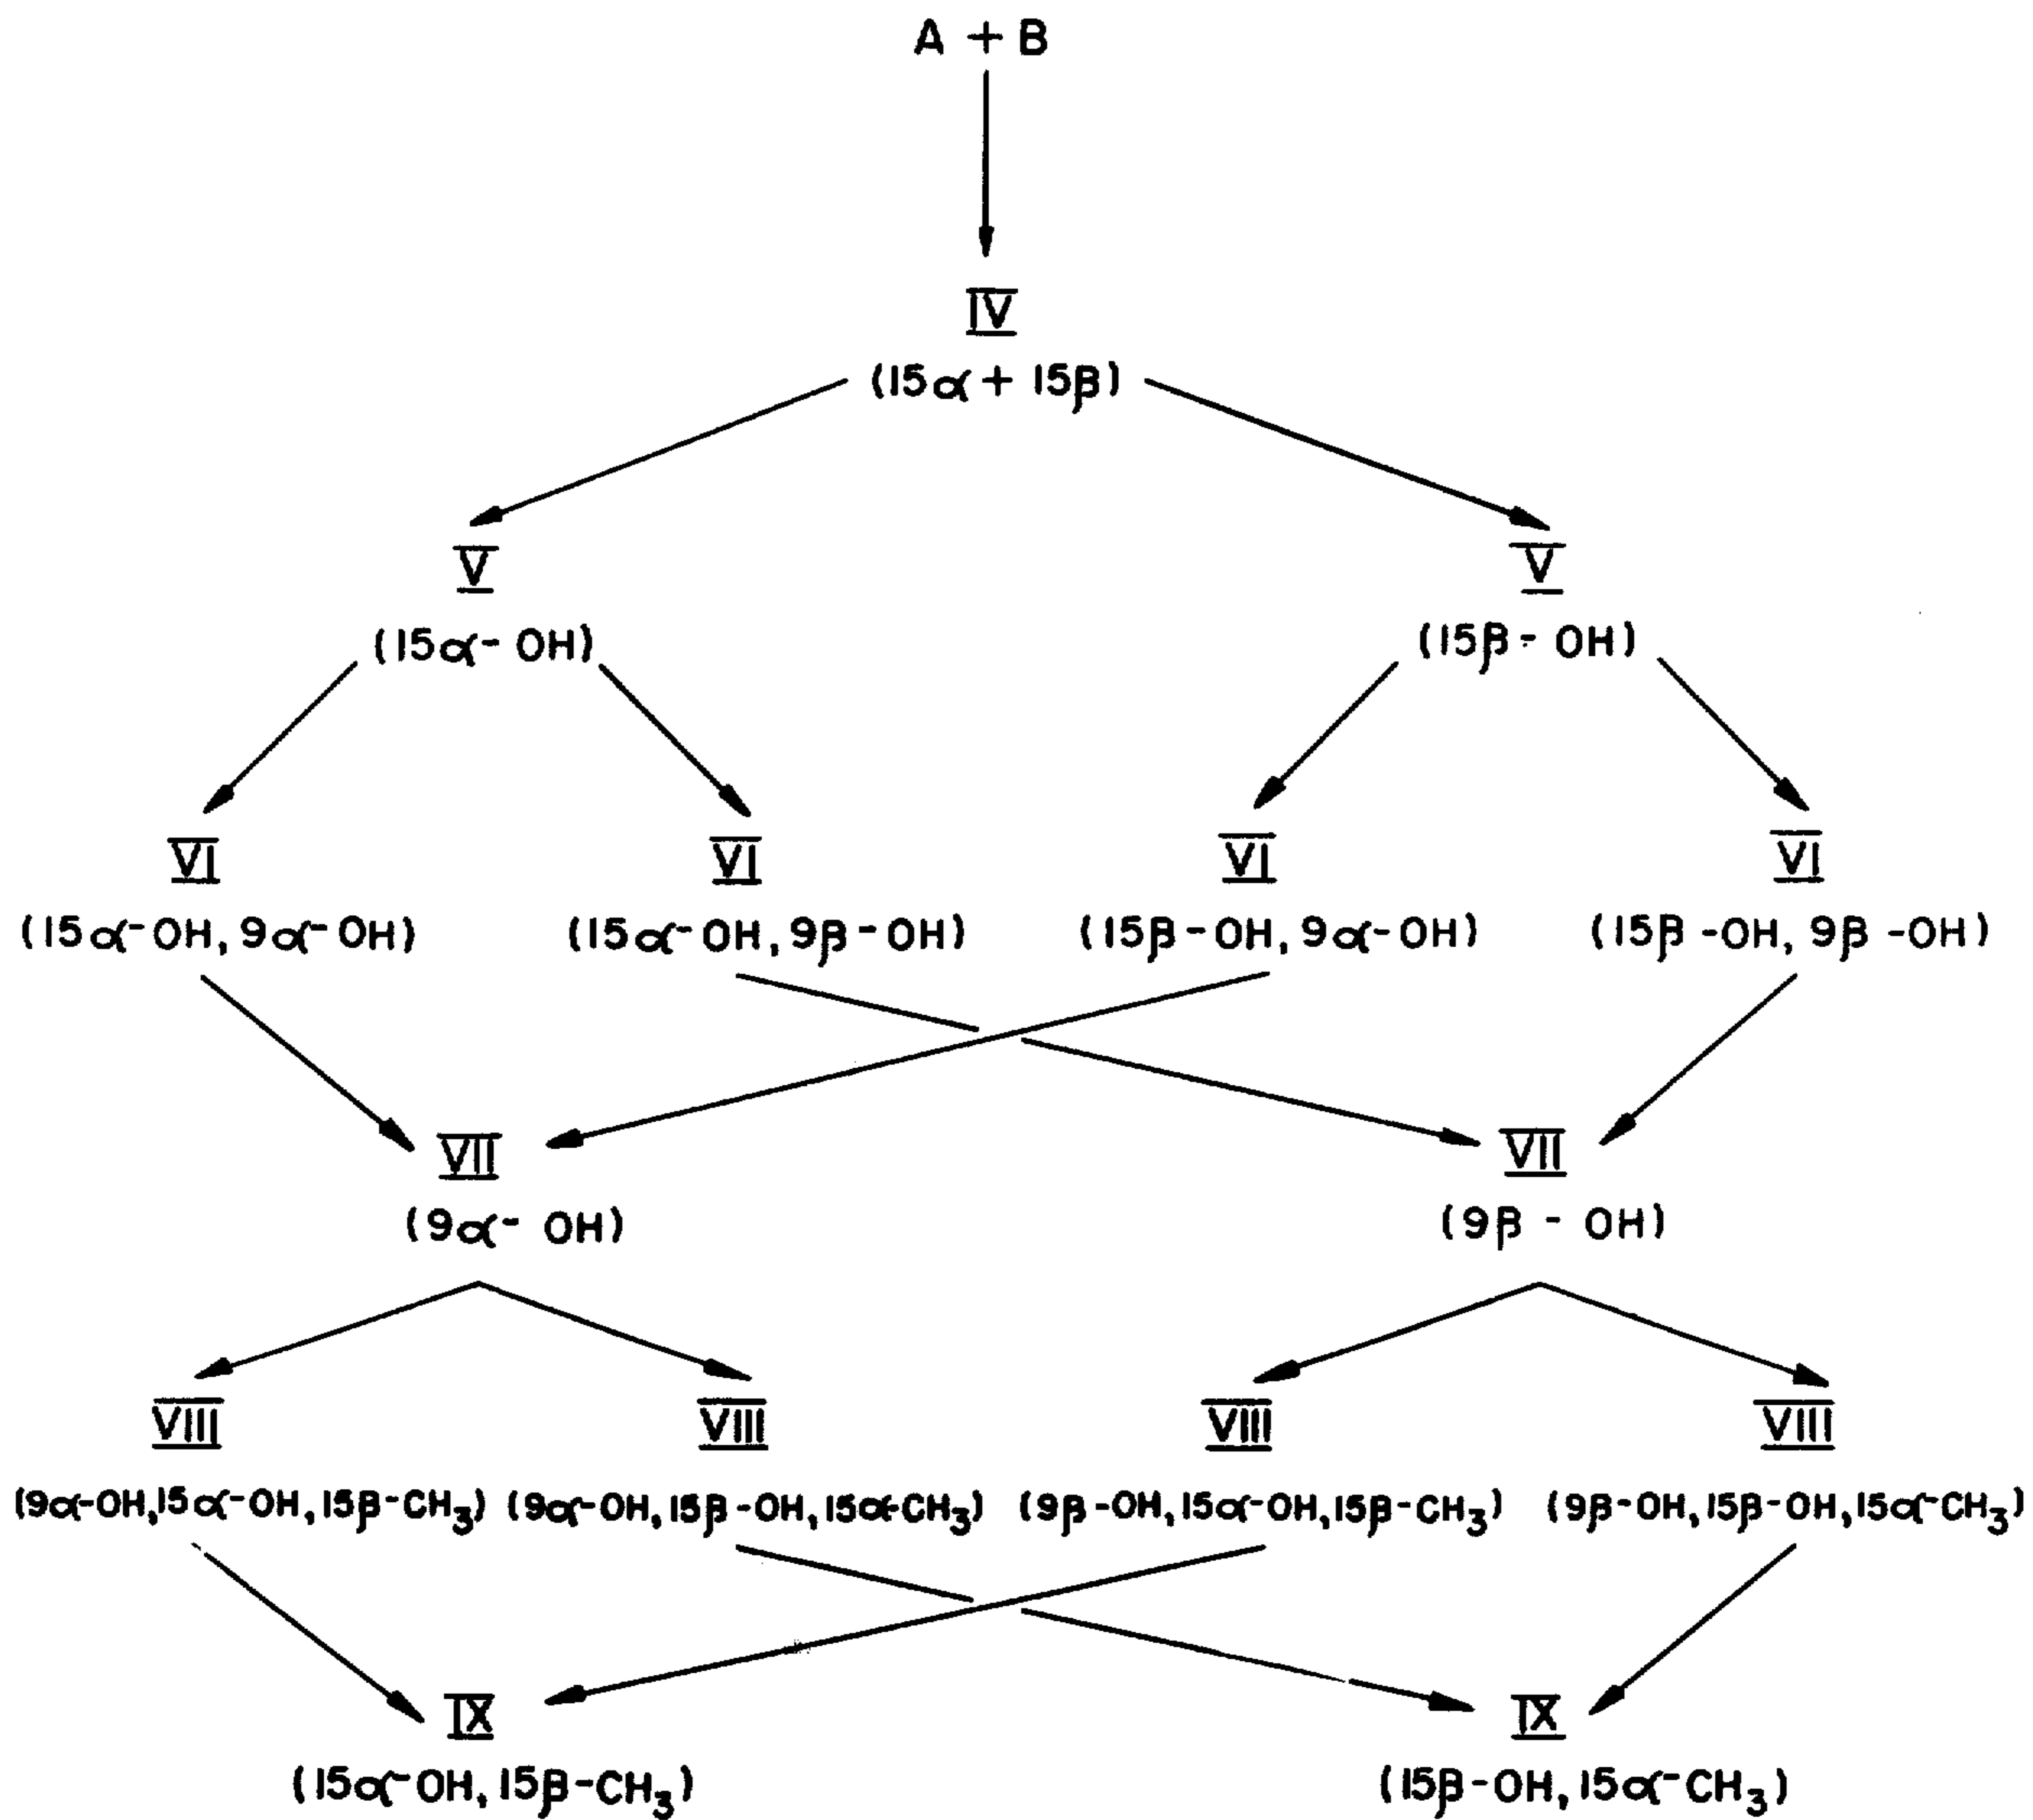 A + B
IV
(15α + 15β)
V V
(15α- OH) (15β- OH)
VI VI VI VI
(15α-OH, 9α-OH) (15α-OH, 9β-OH) (15β-OH, 9α-OH) (15β-OH, 9β-OH)
VII VII
(9α- OH) (9β - OH)
VIII VIII VIII VIII
(9α-OH,15α-OH,15β-CH₃) (9α-OH,15β-OH,15α-CH₃) (9β-OH,15α-OH,15β-CH₃) (9β-OH,15β-OH,15α-CH₃)
IX IX
(15α-OH, 15β-CH₃) (15β-OH, 15α-CH₃)